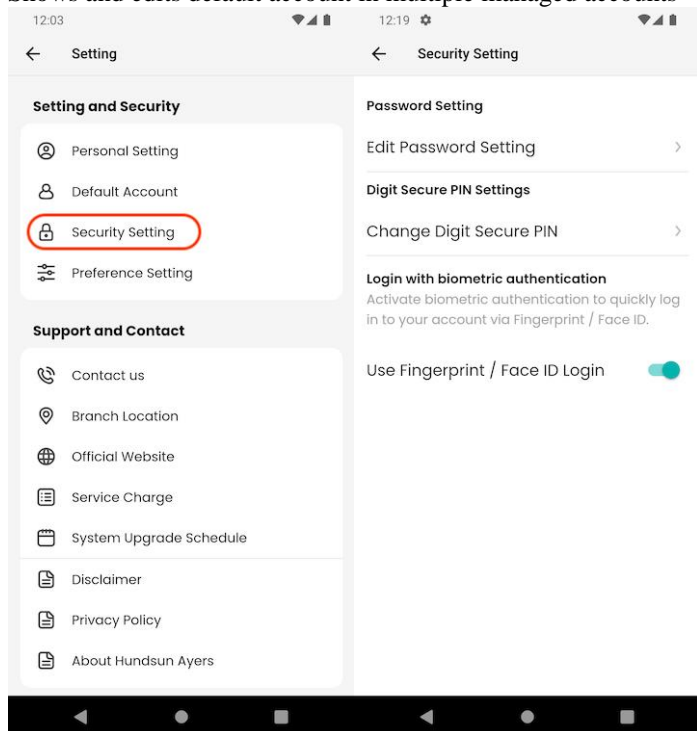 Shows and edits default account in multiple managed accounts
12:03
Setting
Setting and Security
Personal Setting
Default Account
Security Setting
Preference Setting
Support and Contact
Contact us
Branch Location
Official Website
Service Charge
System Upgrade Schedule
Disclaimer
Privacy Policy
About Hundsun Ayers
12:19
Security Setting
Password Setting
Edit Password Setting
Digit Secure PIN Settings
Change Digit Secure PIN
Login with biometric authentication
Activate biometric authentication to quickly log
in to your account via Fingerprint / Face ID.
Use Fingerprint / Face ID Login